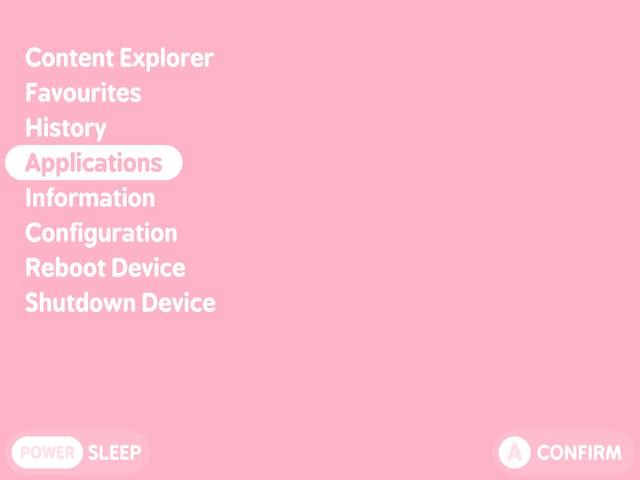 Content Explorer
Favourites
History
Applications
Information
Configuration
Reboot Device
Shutdown Device
POWER SLEEP
A CONFIRM